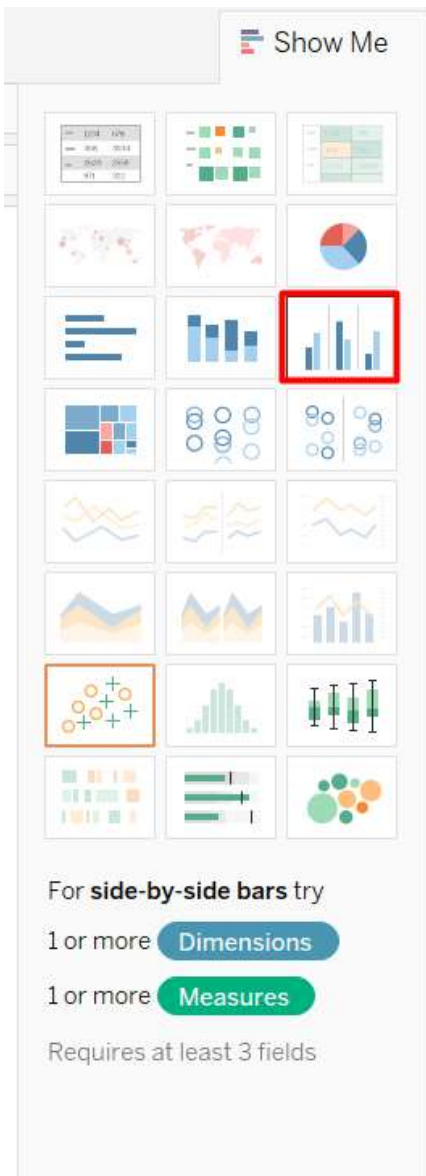 Show Me
For side-by-side bars try
1 or more Dimensions
1 or more Measures
Requires at least 3 fields